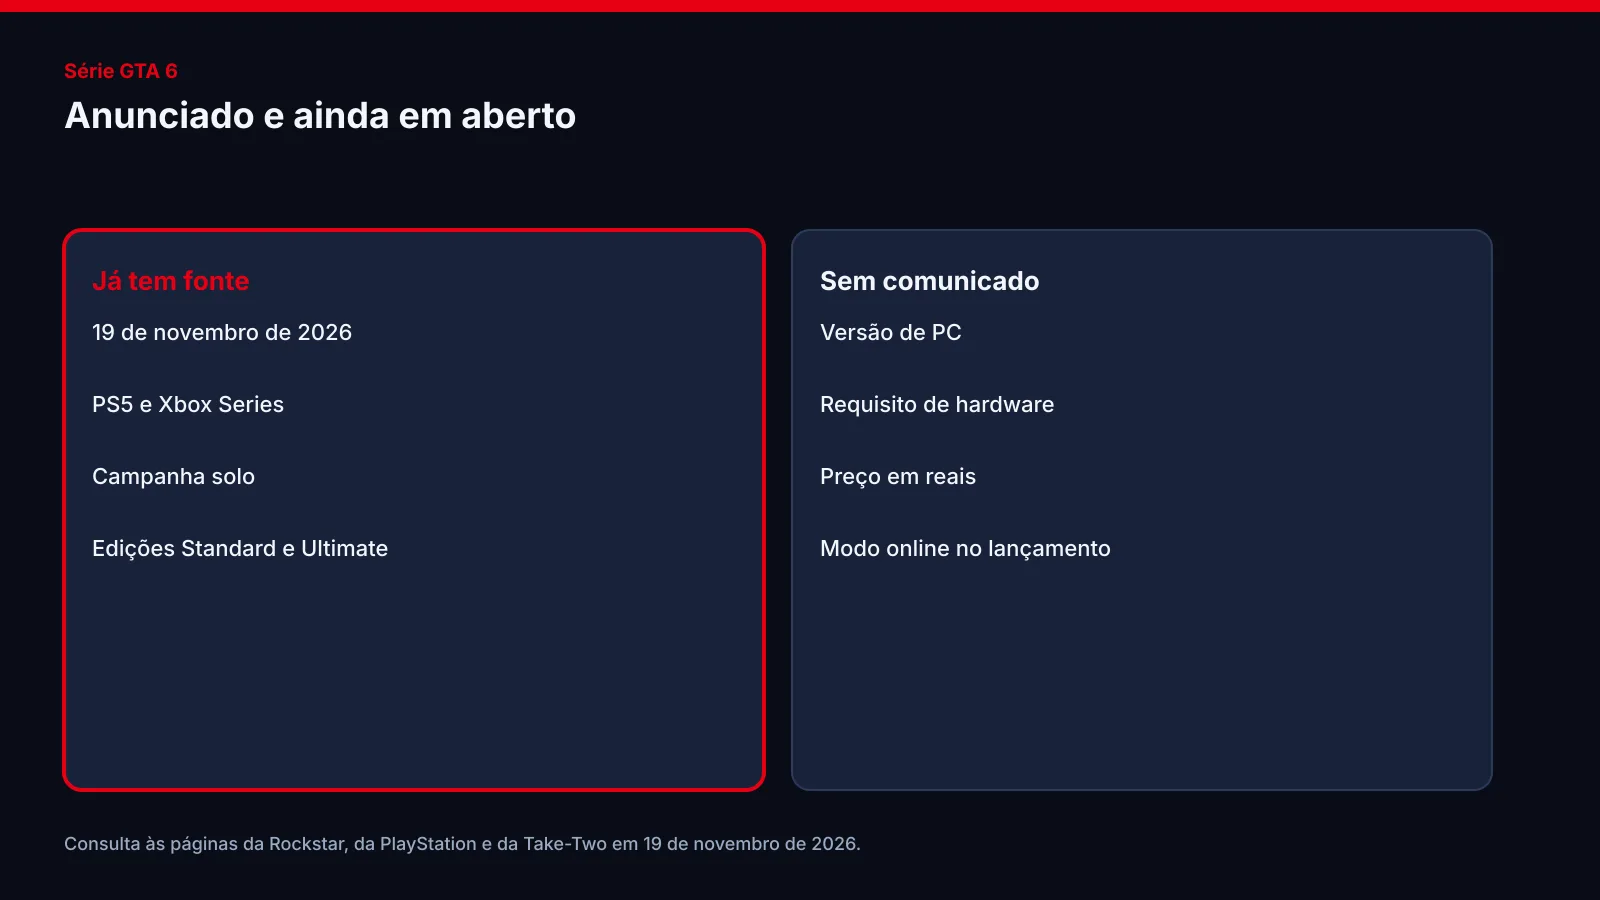 Série GTA 6
Anunciado e ainda em aberto
Já tem fonte
19 de novembro de 2026
PS5 e Xbox Series
Campanha solo
Edições Standard e Ultimate
Sem comunicado
Versão de PC
Requisito de hardware
Preço em reais
Modo online no lançamento
Consulta às páginas da Rockstar, da PlayStation e da Take-Two em 19 de novembro de 2026.